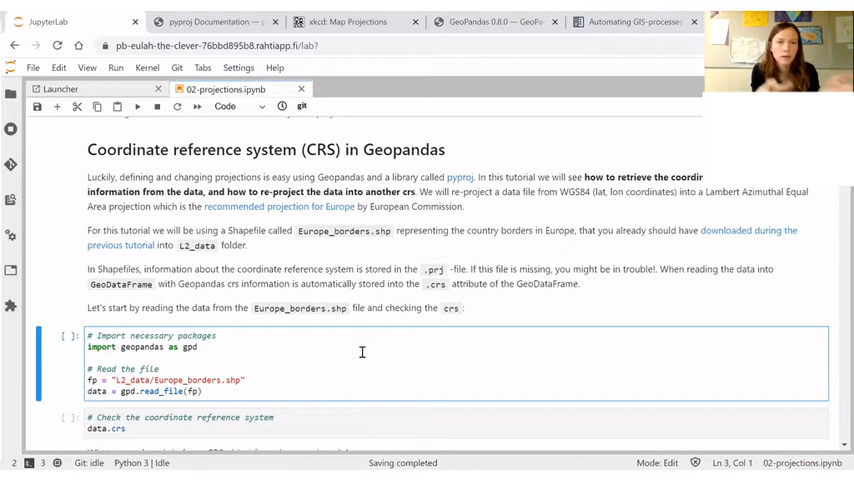 JupyterLab
pyproj Documentation — p
xkcd: Map Projections
GeoPandas 0.8.0 — GeoPan
Automating GIS-processes
pb-eulah-the-clever-76bbd895b8.rahtiapp.fi/lab?
File Edit View Run Kernel Git Tabs Settings Help
Launcher
02-projections.ipynb
Code
git
Coordinate reference system (CRS) in Geopandas
Luckily, defining and changing projections is easy using Geopandas and a library called pyproj. In this tutorial we will see how to retrieve the coordin
information from the data, and how to re-project the data into another crs. We will re-project a data file from WGS84 (lat, lon coordinates) into a Lambert Azimuthal Equal
Area projection which is the recommended projection for Europe by European Commission.
For this tutorial we will be using a Shapefile called Europe_borders.shp representing the country borders in Europe, that you already should have downloaded during the
previous tutorial into L2_data folder.
In Shapefiles, information about the coordinate reference system is stored in the .prj -file. If this file is missing, you might be in trouble!. When reading the data into
GeoDataFrame with Geopandas crs information is automatically stored into the .crs attribute of the GeoDataFrame.
Let's start by reading the data from the Europe_borders.shp file and checking the crs:
[ ]: # Import necessary packages
import geopandas as gpd
# Read the file
fp = "L2_data/Europe_borders.shp"
data = gpd.read_file(fp)
[ ]: # Check the coordinate reference system
data.crs
2 3 Git: idle Python 3 | Idle Saving completed Mode: Edit Ln 3, Col 1 02-projections.ipynb